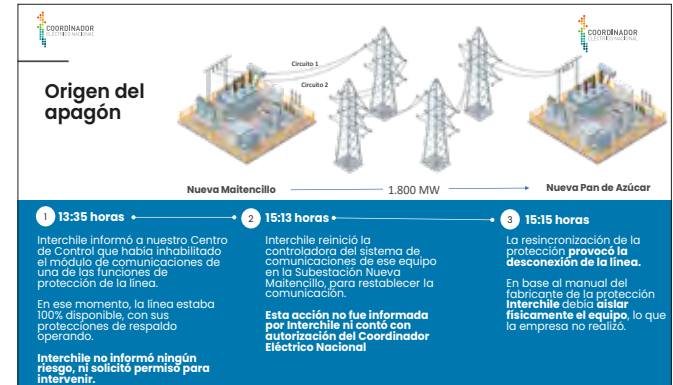 COORDINADOR
ELÉCTRICO NACIONAL
COORDINADOR
ELÉCTRICO NACIONAL
Origen del
apagón
Circuito 1
Circuito 2
Nueva Maitencillo
1.800 MW
Nueva Pan de Azúcar
1 13:35 horas
Interchile informó a nuestro Centro
de Control que había inhabilitado
el módulo de comunicaciones de
una de las funciones de
protección de la línea.
En ese momento, la línea estaba
100% disponible, con sus
protecciones de respaldo
operando.
Interchile no informó ningún
riesgo, ni solicitó permiso para
intervenir.
2 15:13 horas
Interchile reinició la
controladora del sistema de
comunicaciones de ese equipo
en la Subestación Nueva
Maitencillo, para restablecer la
comunicación.
Esta acción no fue informada
por Interchile ni contó con
autorización del Coordinador
Eléctrico Nacional
3 15:15 horas
La resincronización de la
protección provocó la
desconexión de la línea.
En base al manual del
fabricante de la protección
Interchile debía aislar
físicamente el equipo, lo que
la empresa no realizó.